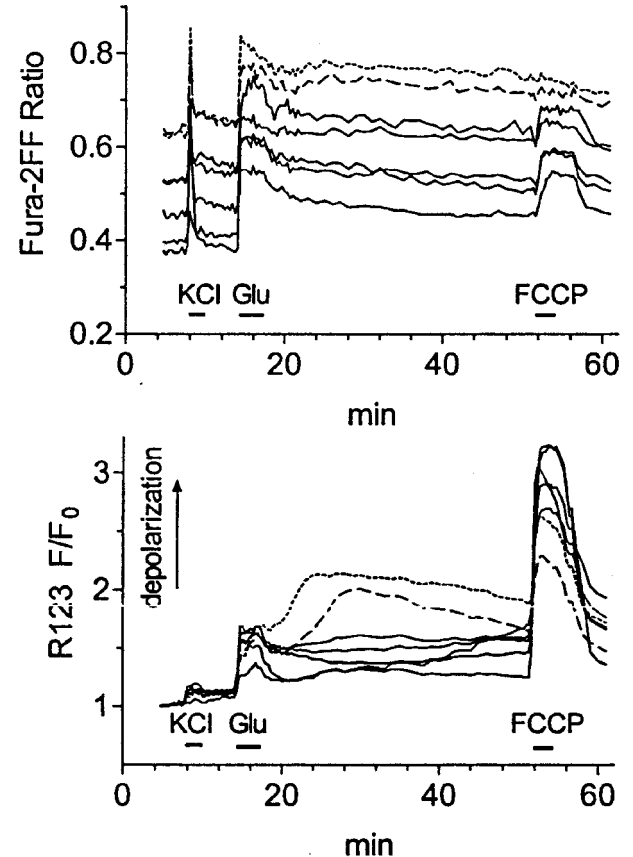 0.8
0.6
0.4
0.2
Fura-2FF Ratio
KCl Glu FCCP
0 20 40 60
min
3
2
1
R123 F/F0
depolarization
KCl Glu FCCP
0 20 40 60
min